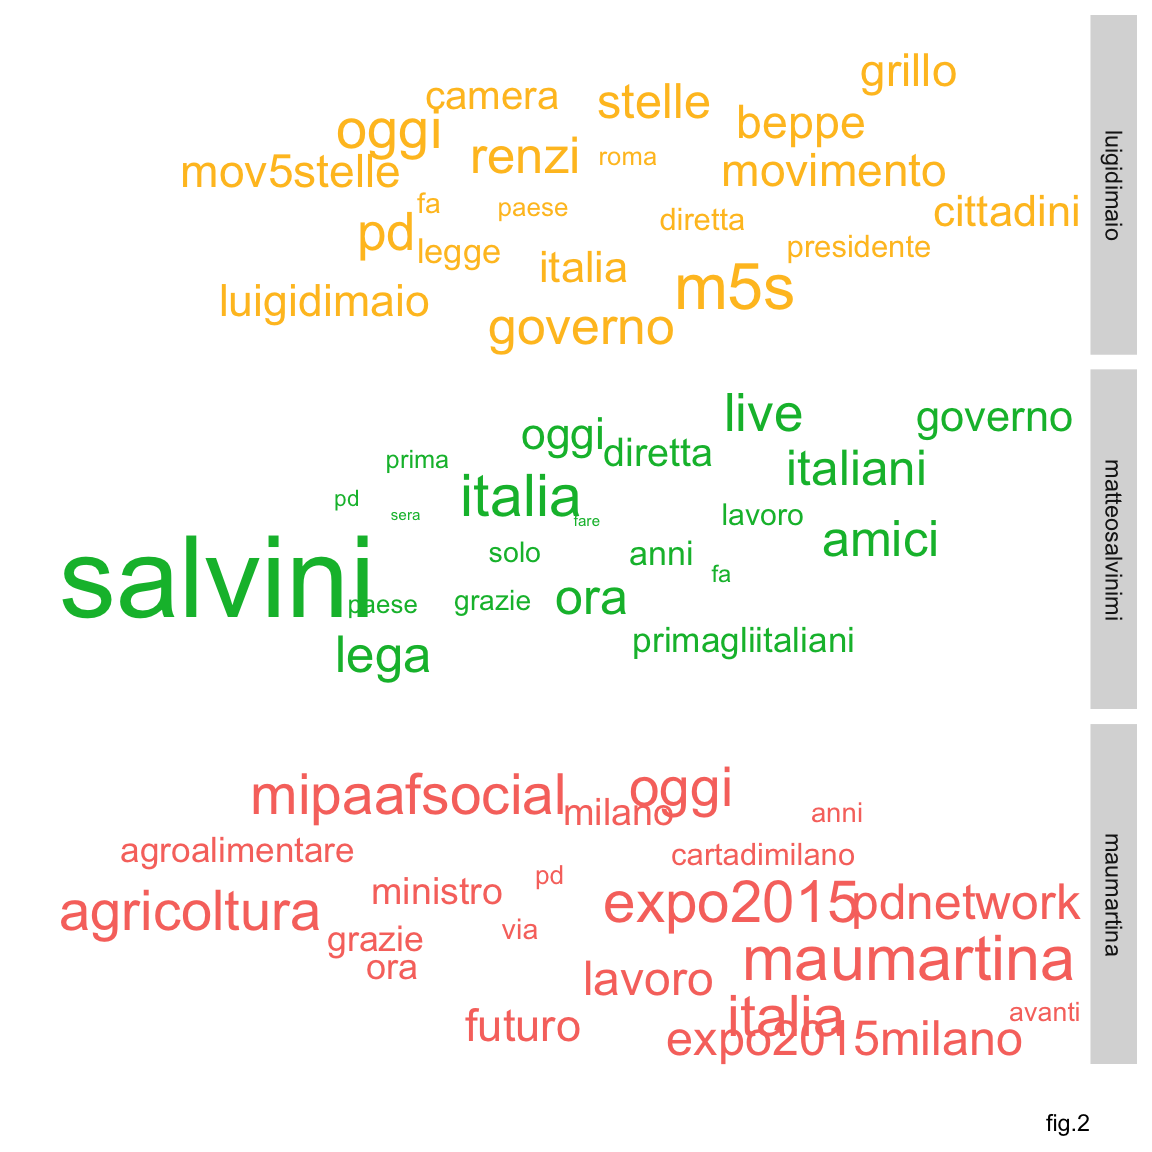 grillo
camera
stelle
oggi
beppe
renzi
roma
mov5stelle
movimento
fa
paese
diretta
cittadini
pd
legge
presidente
italia
m5s
luigidimaio
governo
luigidimaio
live
governo
oggi
diretta
prima
italiani
pd
italia
sera
fare
lavoro
amici
solo
anni
salvini
fa
paese
grazie
ora
primagliitaliani
lega
matteosalvinimi
mipaafsocial
oggi
milano
anni
agroalimentare
cartadimilano
pd
ministro
expo2015
pdnetwork
agricoltura
via
grazie
ora
maumartina
lavoro
italia
avanti
futuro
expo2015milano
maumartina
fig.2